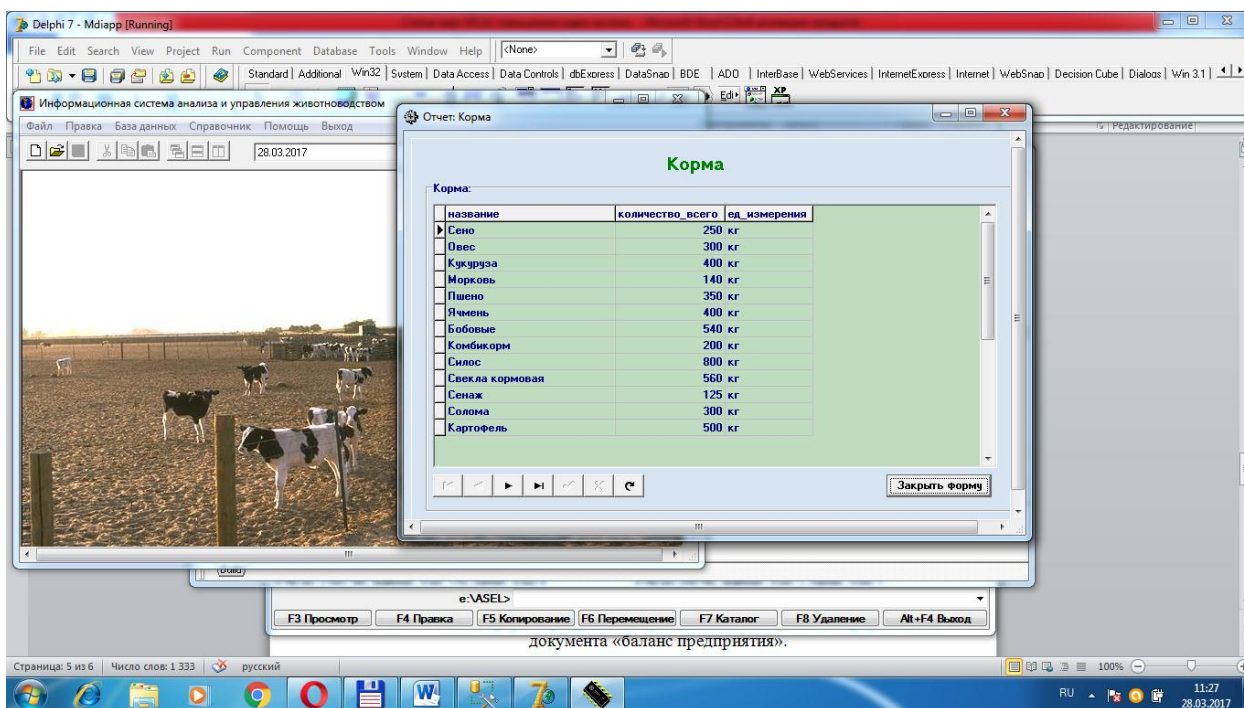 Delphi 7 - Mdiapp [Running]
File Edit Search View Project Run Component Database Tools Window Help <None>
Standard Additional Win32 System Data Access Data Controls dbExpress DataSnap BDE ADO InterBase WebServices InternetExpress Internet WebSnap Decision Cube Dialogs Win 3.1
Информационная система анализа и управления животноводством
Файл Правка База данных Справочник Помощь Выход
28.03.2017
Отчет: Корма
Редактирование
Корма
Корма:
название количество_всего ед_измерения
Сено 250 кг
Овес 300 кг
Кукуруза 400 кг
Морковь 140 кг
Пшено 350 кг
Ячмень 400 кг
Бобовые 540 кг
Комбикорм 200 кг
Силос 800 кг
Свекла кормовая 560 кг
Сенаж 125 кг
Солома 300 кг
Картофель 500 кг
Закрыть форму
e:\ASEL>
F3 Просмотр F4 Правка F5 Копирование F6 Перемещение F7 Каталог F8 Удаление Alt+F4 Выход
документа «баланс предприятия».
Страница: 5 из 6 Число слов: 1 333 русский 100%
RU 11:27
28.03.2017